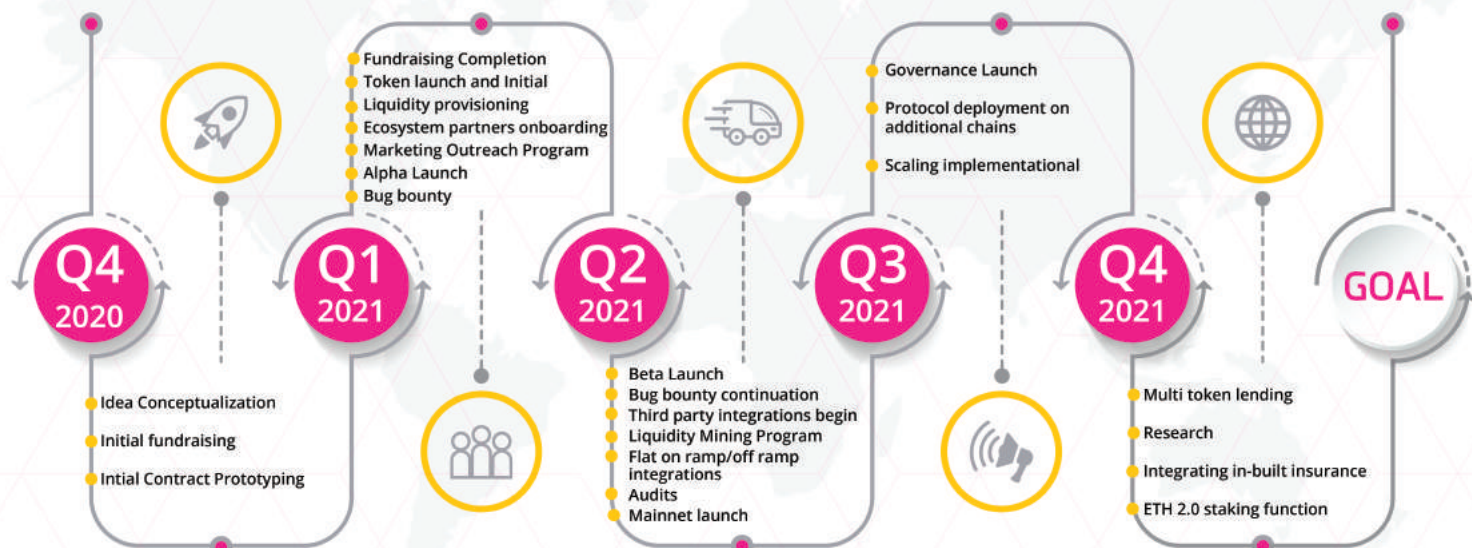 Q4
2020
Idea Conceptualization
Initial fundraising
Intial Contract Prototyping
Q1
2021
Fundraising Completion
Token launch and Initial
Liquidity provisioning
Ecosystem partners onboarding
Marketing Outreach Program
Alpha Launch
Bug bounty
Q2
2021
Beta Launch
Bug bounty continuation
Third party integrations begin
Liquidity Mining Program
Flat on ramp/off ramp
integrations
Audits
Mainnet launch
Q3
2021
Governance Launch
Protocol deployment on
additional chains
Scaling implementational
Q4
2021
Multi token lending
Research
Integrating in-built insurance
ETH 2.0 staking function
GOAL